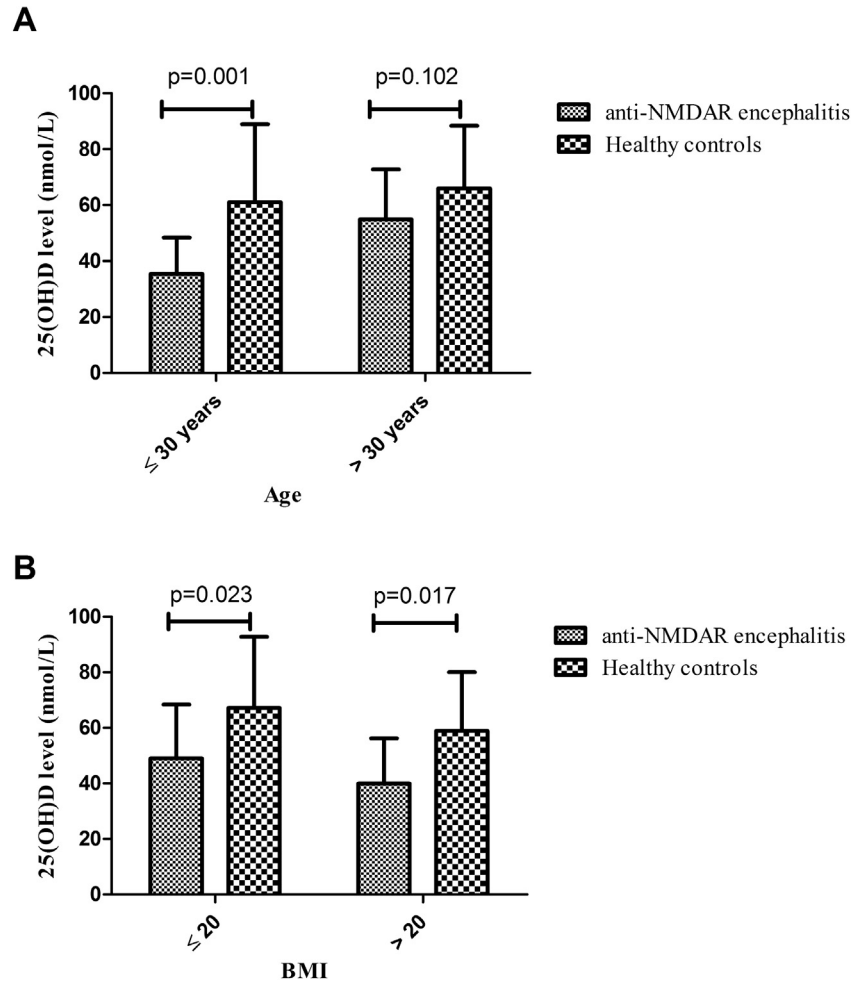 A
p=0.001
p=0.102
100
80
60
40
20
0
25(OH)D level (nmol/L)
anti-NMDAR encephalitis
Healthy controls
≤ 30 years
> 30 years
Age
B
p=0.023
p=0.017
100
80
60
40
20
0
25(OH)D level (nmol/L)
anti-NMDAR encephalitis
Healthy controls
≤ 20
> 20
BMI